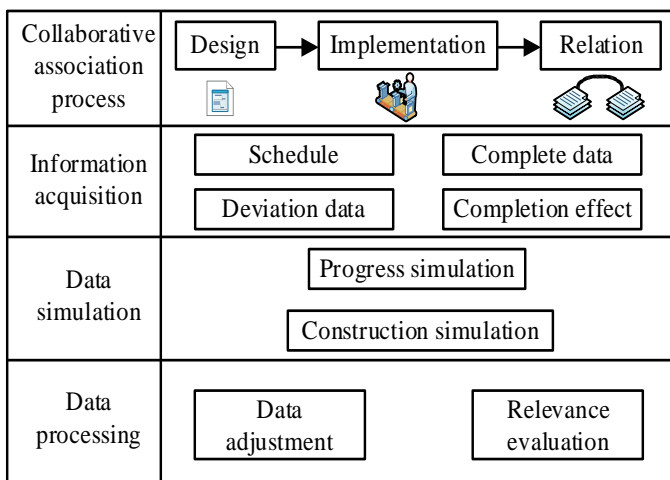 Collaborative
association
process
Design
Implementation
Relation
Information
acquisition
Schedule
Complete data
Deviation data
Completion effect
Data
simulation
Progress simulation
Construction simulation
Data
processing
Data
adjustment
Relevance
evaluation